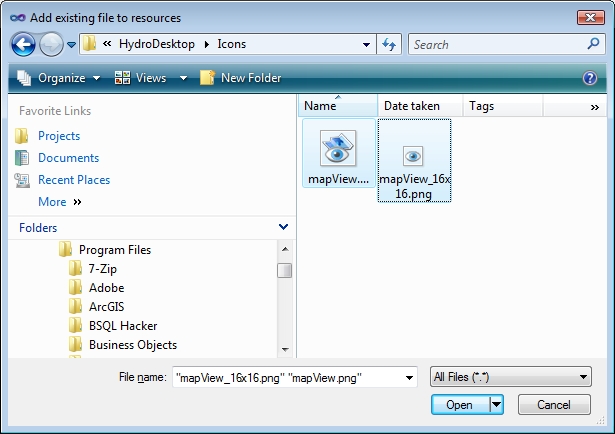 Add existing file to resources
« HydroDesktop ▸ Icons
Search
Organize Views New Folder
Favorite Links
Projects
Documents
Recent Places
More »
Folders
Program Files
7-Zip
Adobe
ArcGIS
BSQL Hacker
Business Objects
Name Date taken Tags »
mapView.... mapView_16x
16.png
File name: "mapView_16x16.png" "mapView.png" All Files (*.*)
Open Cancel